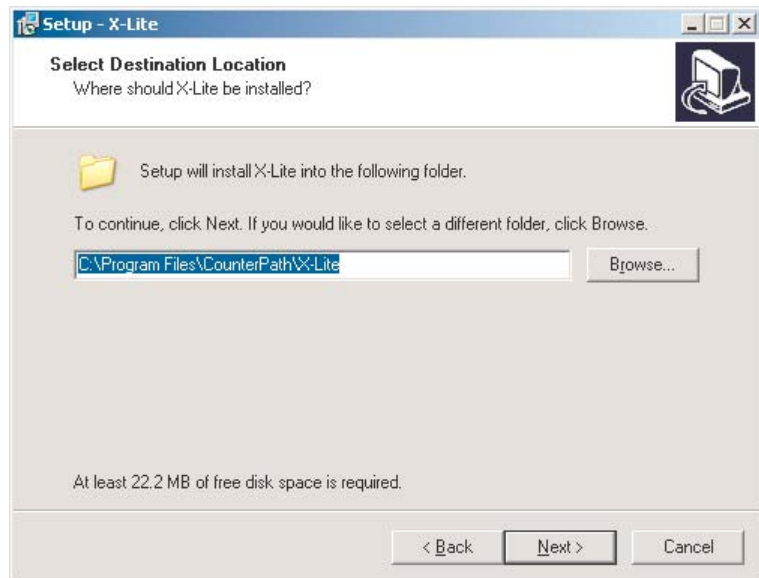 Setup - X-Lite
Select Destination Location
Where should X-Lite be installed?
Setup will install X-Lite into the following folder.
To continue, click Next. If you would like to select a different folder, click Browse.
C:\Program Files\CounterPath\X-Lite
Browse...
At least 22.2 MB of free disk space is required.
< Back
Next >
Cancel